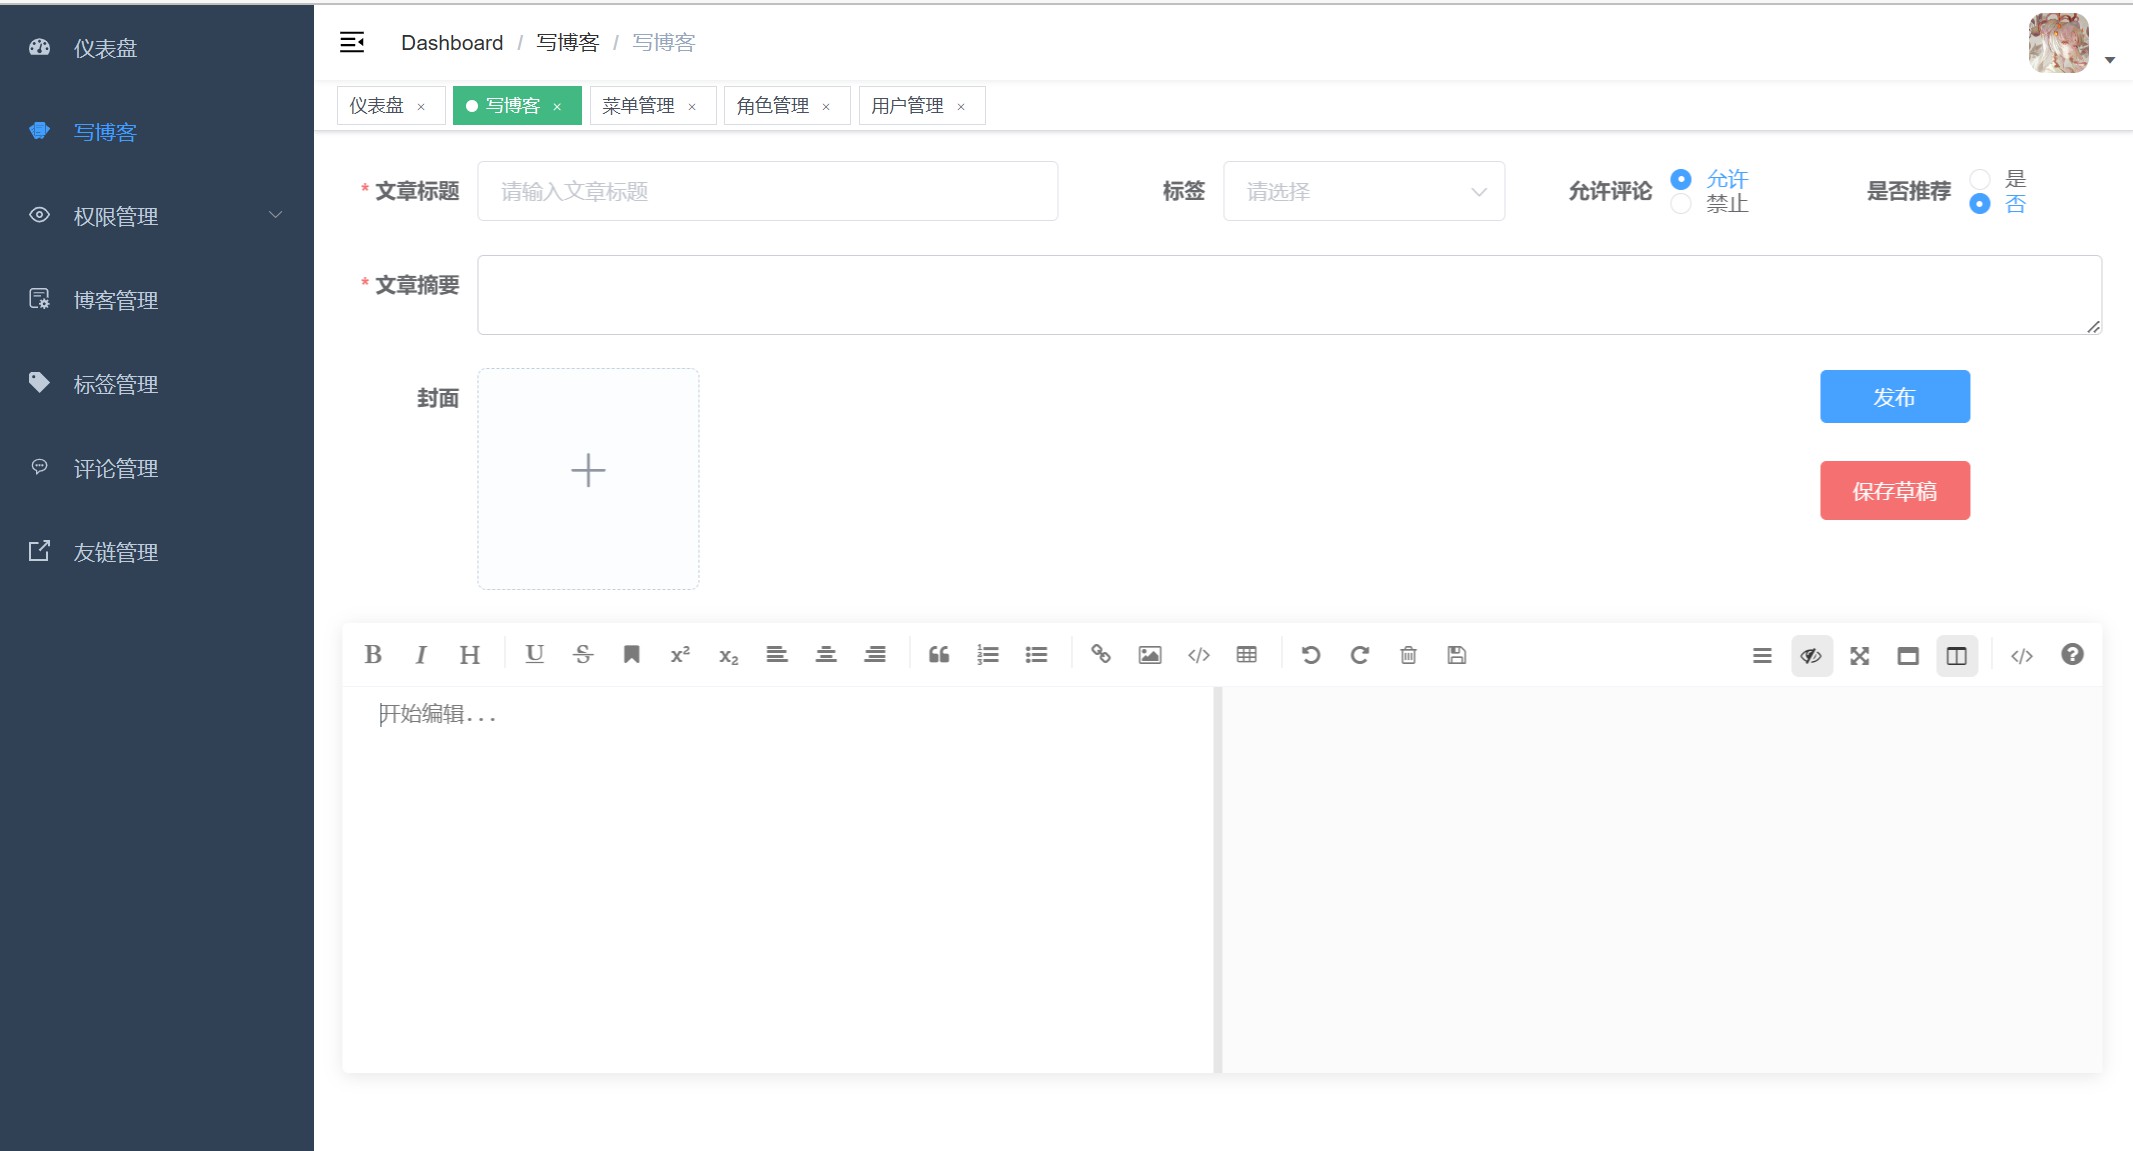 仪表盘
写博客
权限管理
博客管理
标签管理
评论管理
友链管理
Dashboard / 写博客 / 写博客
仪表盘 × 写博客 × 菜单管理 × 角色管理 × 用户管理 ×
* 文章标题 请输入文章标题 标签 请选择 允许评论 允许 禁止 是否推荐 是 否
* 文章摘要
封面
发布
保存草稿
B I H U S x² x₂
开始编辑...